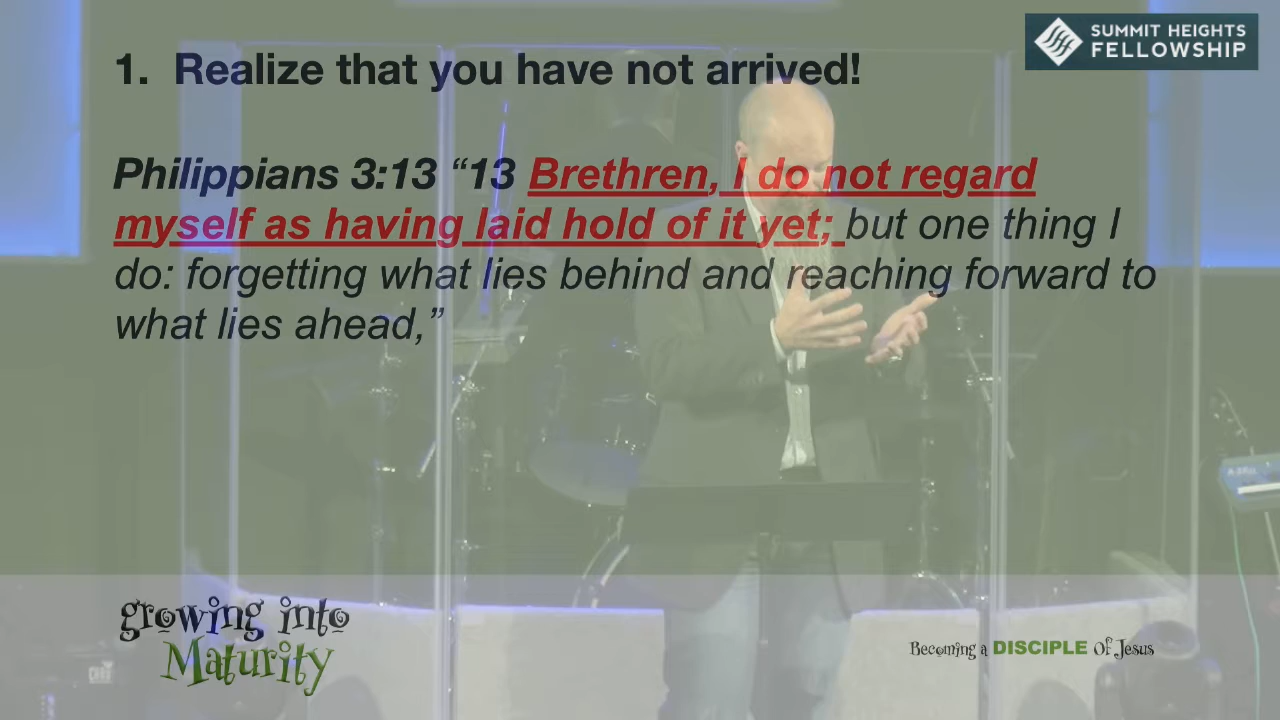 SUMMIT HEIGHTS
FELLOWSHIP
1. Realize that you have not arrived!
Philippians 3:13 “13 Brethren, I do not regard
myself as having laid hold of it yet; but one thing I
do: forgetting what lies behind and reaching forward to
what lies ahead,”
growing into
Maturity
Becoming a DISCIPLE Of Jesus